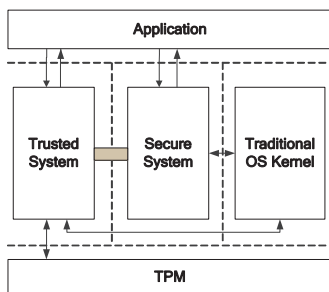 Application
Trusted
System
Secure
System
Traditional
OS Kernel
TPM